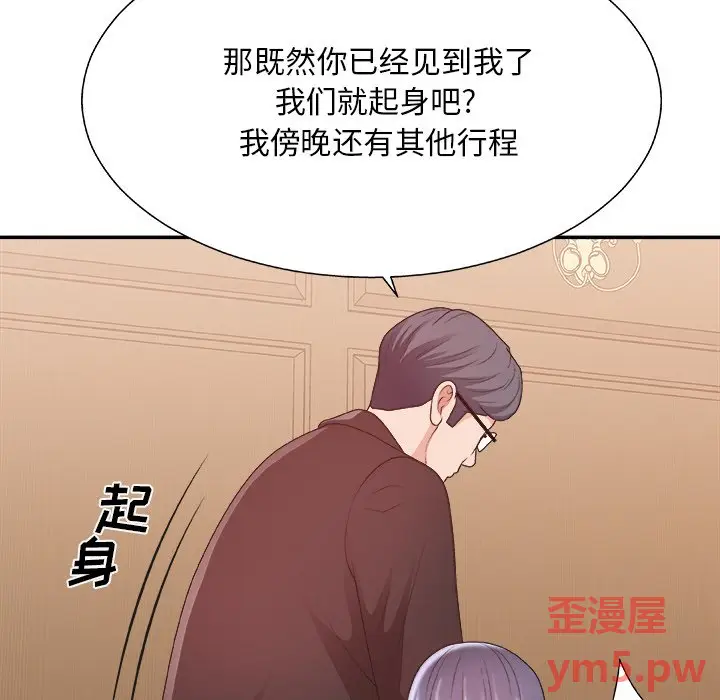 那既然你已经见到我了
我们就起身吧?
我傍晚还有其他行程
起
身
歪漫屋
ym5.pw